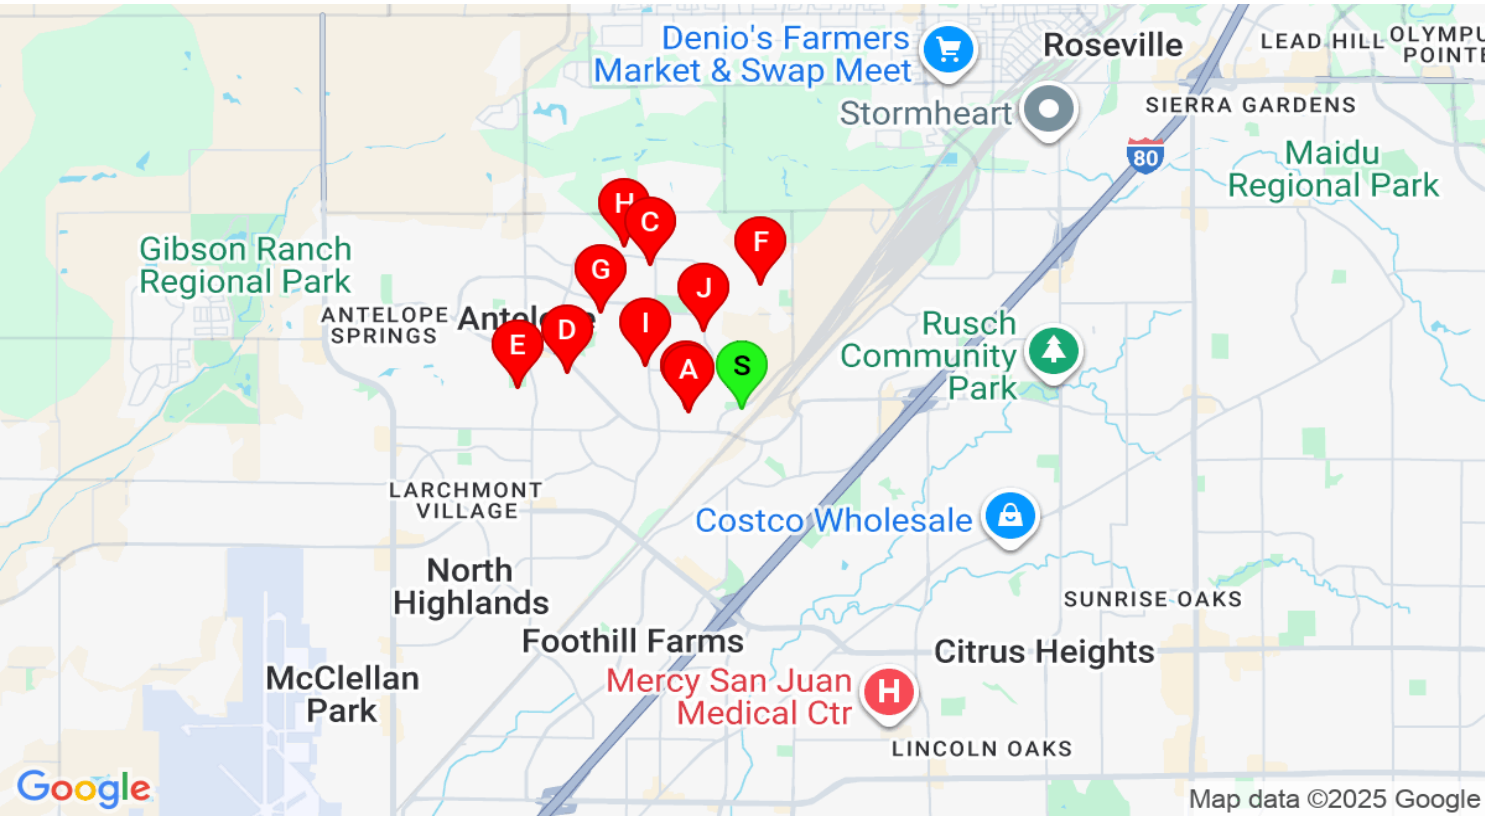 Denio's Farmers
Market & Swap Meet
Roseville
LEAD HILL
OLYMPU
POINTE
Stormheart
SIERRA GARDENS
80
Maidu
Regional Park
H
C
F
Gibson Ranch
Regional Park
G
J
ANTELOPE
SPRINGS
Antelope
E
D
I
A
S
Rusch
Community
Park
LARCHMONT
VILLAGE
Costco Wholesale
North
Highlands
SUNRISE OAKS
Foothill Farms
Citrus Heights
McClellan
Park
Mercy San Juan
Medical Ctr
H
LINCOLN OAKS
Google
Map data ©2025 Google